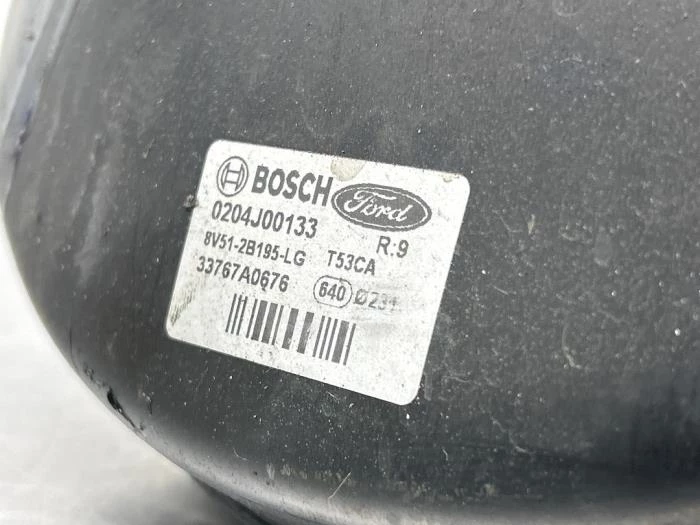 BOSCH Ford
0204J00133 R:9
8V51-2B195-LG T53CA
33767A0676 640 Ø231